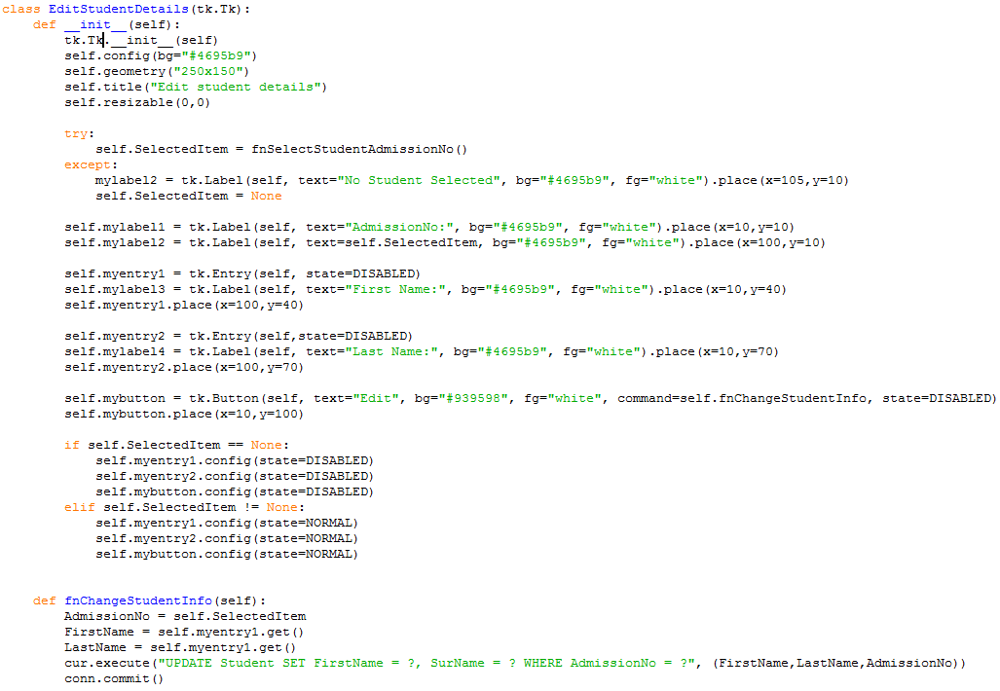 class EditStudentDetails(tk.Tk):
    def __init__(self):
        tk.Tk.__init__(self)
        self.config(bg="#4695b9")
        self.geometry("250x150")
        self.title("Edit student details")
        self.resizable(0,0)

        try:
            self.SelectedItem = fnSelectStudentAdmissionNo()
        except:
            mylabel2 = tk.Label(self, text="No Student Selected", bg="#4695b9", fg="white").place(x=105,y=10)
            self.SelectedItem = None

        self.mylabel1 = tk.Label(self, text="AdmissionNo:", bg="#4695b9", fg="white").place(x=10,y=10)
        self.mylabel2 = tk.Label(self, text=self.SelectedItem, bg="#4695b9", fg="white").place(x=100,y=10)

        self.myentry1 = tk.Entry(self, state=DISABLED)
        self.mylabel3 = tk.Label(self, text="First Name:", bg="#4695b9", fg="white").place(x=10,y=40)
        self.myentry1.place(x=100,y=40)

        self.myentry2 = tk.Entry(self,state=DISABLED)
        self.mylabel4 = tk.Label(self, text="Last Name:", bg="#4695b9", fg="white").place(x=10,y=70)
        self.myentry2.place(x=100,y=70)

        self.mybutton = tk.Button(self, text="Edit", bg="#939598", fg="white", command=self.fnChangeStudentInfo, state=DISABLED)
        self.mybutton.place(x=10,y=100)

        if self.SelectedItem == None:
            self.myentry1.config(state=DISABLED)
            self.myentry2.config(state=DISABLED)
            self.mybutton.config(state=DISABLED)
        elif self.SelectedItem != None:
            self.myentry1.config(state=NORMAL)
            self.myentry2.config(state=NORMAL)
            self.mybutton.config(state=NORMAL)


    def fnChangeStudentInfo(self):
        AdmissionNo = self.SelectedItem
        FirstName = self.myentry1.get()
        LastName = self.myentry1.get()
        cur.execute("UPDATE Student SET FirstName = ?, SurName = ? WHERE AdmissionNo = ?", (FirstName,LastName,AdmissionNo))
        conn.commit()